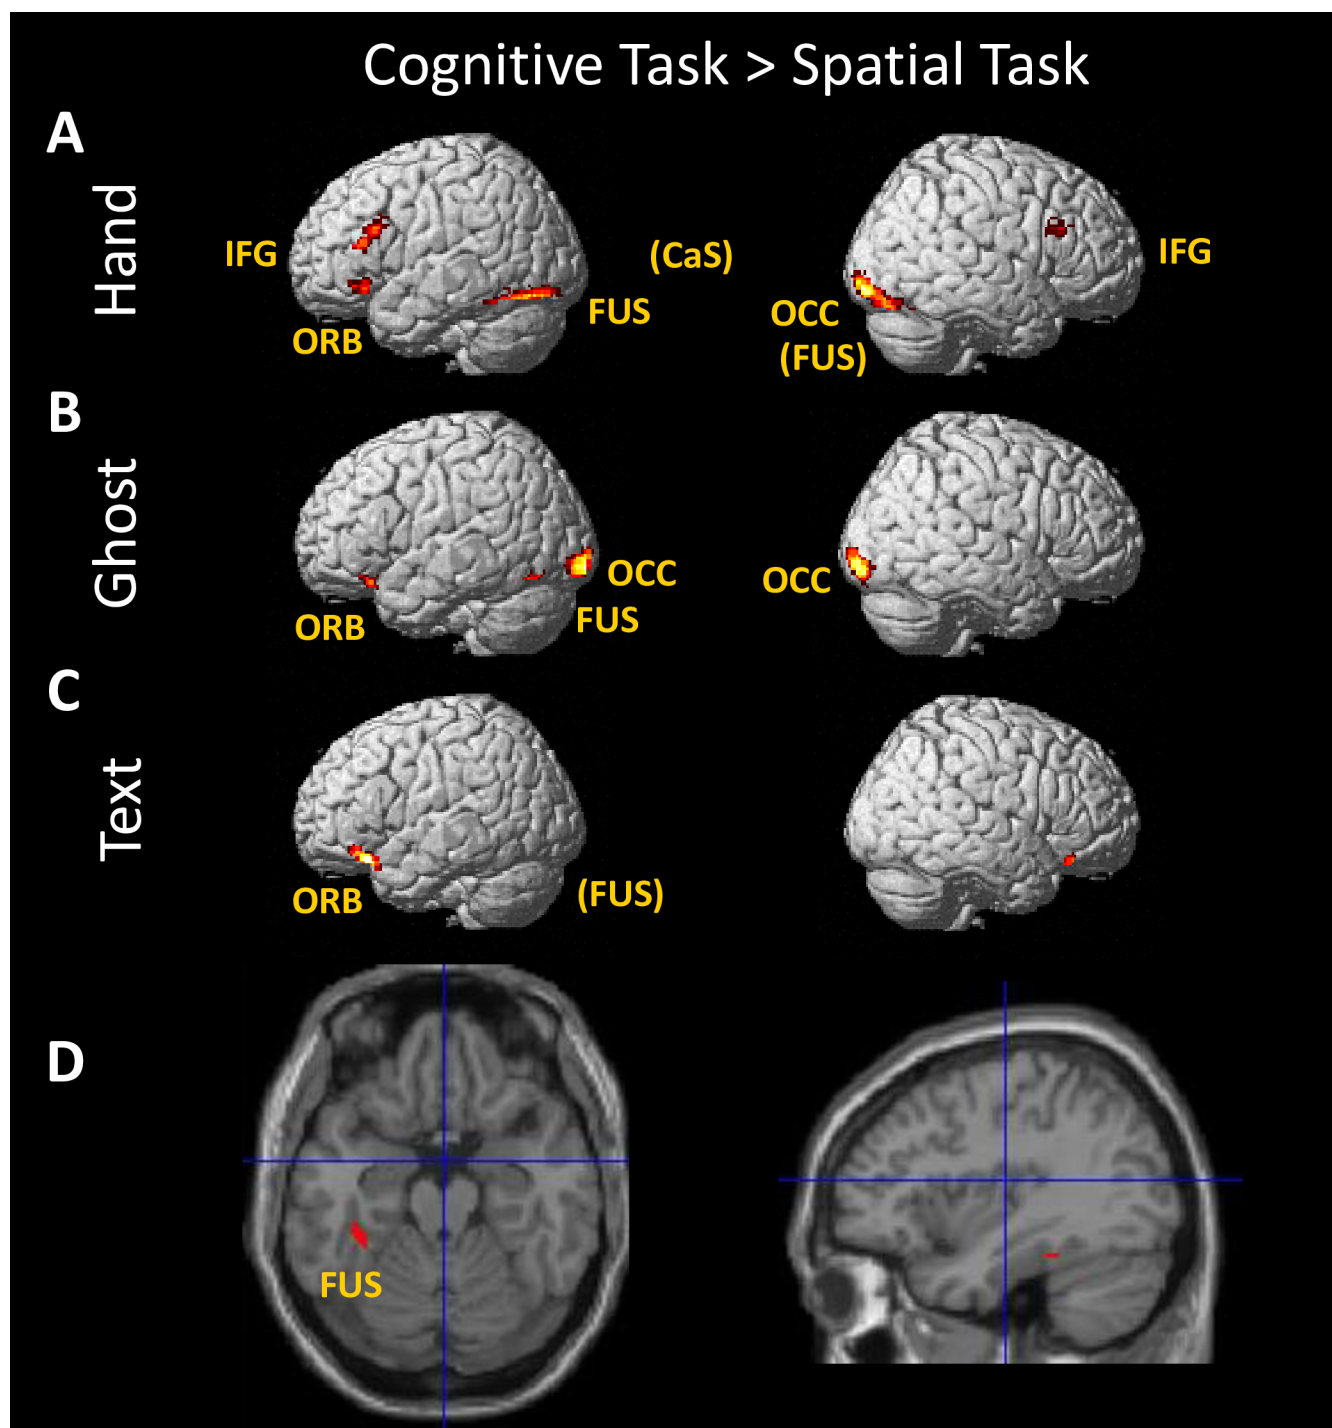 Cognitive Task > Spatial Task
A
Hand
IFG
ORB
(CaS)
FUS
OCC
(FUS)
IFG
B
Ghost
ORB
OCC
FUS
OCC
C
Text
ORB
(FUS)
D
FUS